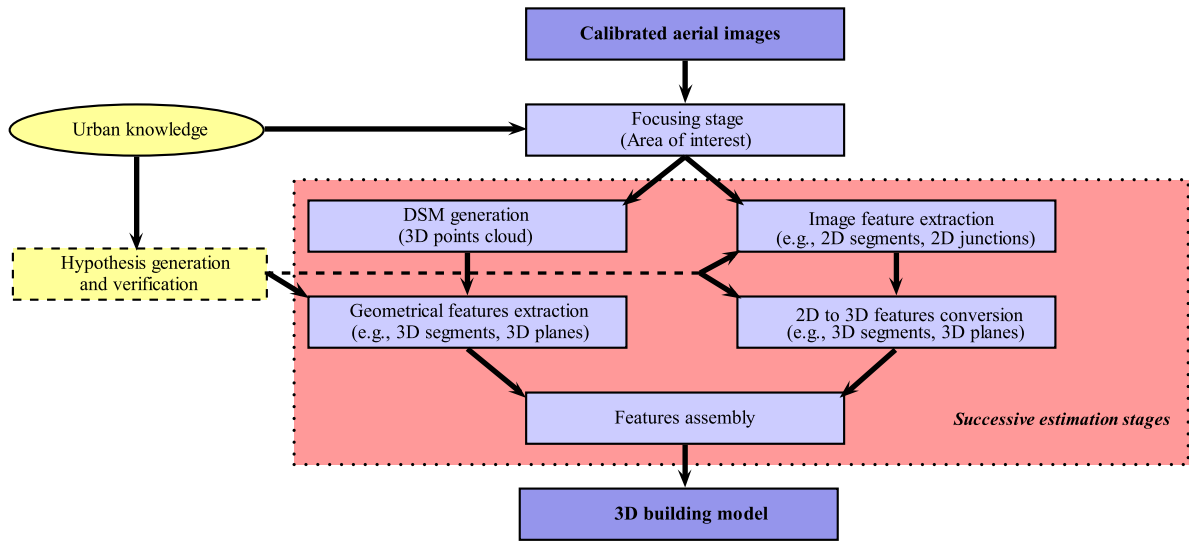 Calibrated aerial images
Urban knowledge
Focusing stage
(Area of interest)
DSM generation
(3D points cloud)
Image feature extraction
(e.g., 2D segments, 2D junctions)
Hypothesis generation
and verification
Geometrical features extraction
(e.g., 3D segments, 3D planes)
2D to 3D features conversion
(e.g., 3D segments, 3D planes)
Features assembly
Successive estimation stages
3D building model